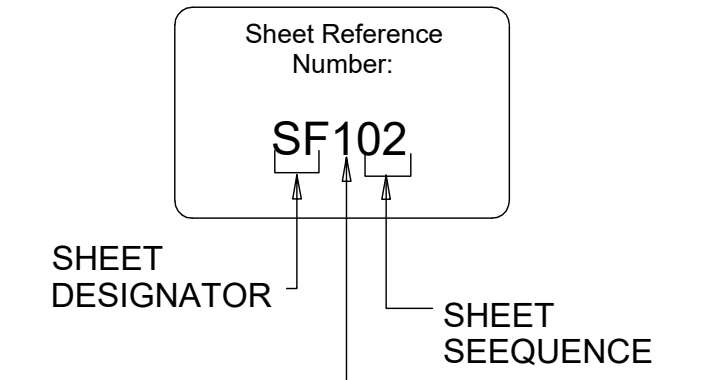 Sheet Reference
Number:
SF102
SHEET
DESIGNATOR
SHEET
SEEQUENCE